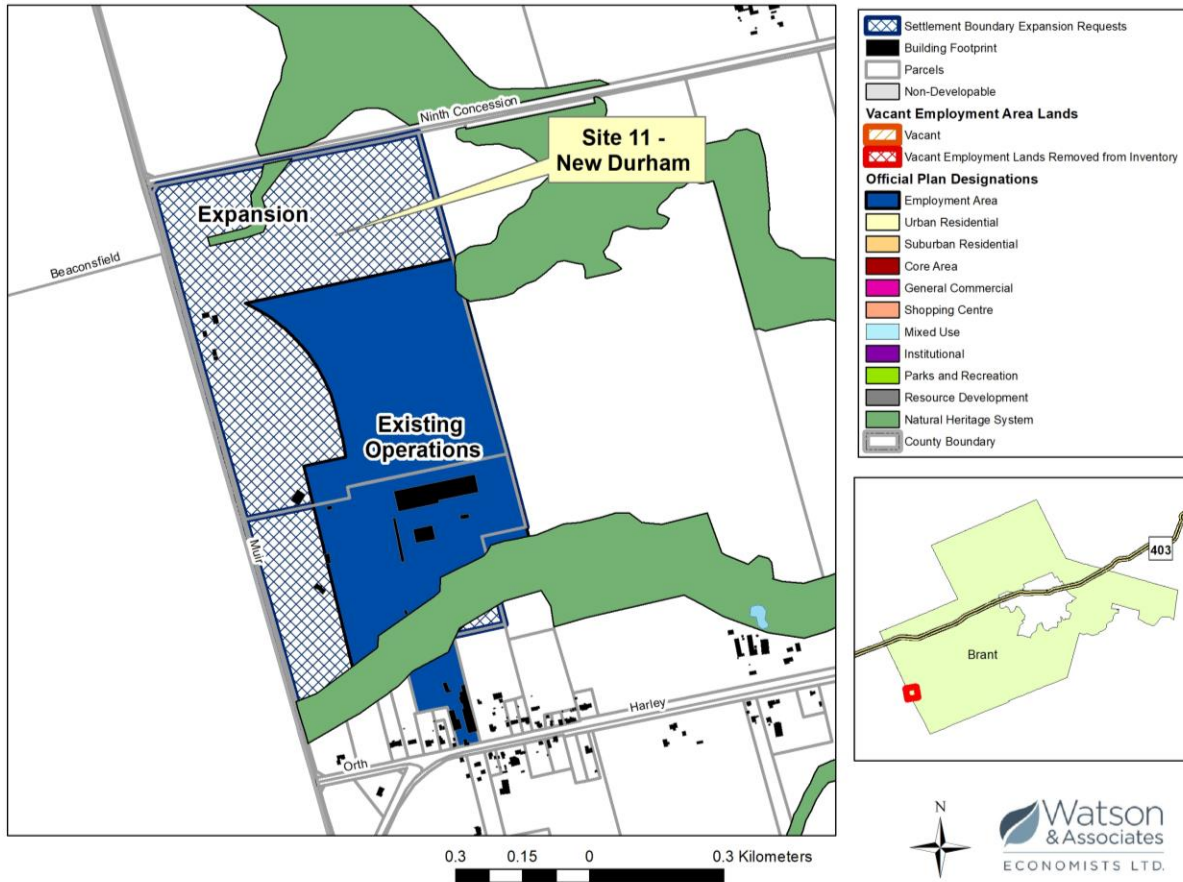 Ninth Concession
Site 11 -
New Durham
Expansion
Beaconsfield
Existing
Operations
Muir
Harley
Orth
0.3 0.15 0 0.3 Kilometers
Settlement Boundary Expansion Requests
Building Footprint
Parcels
Non-Developable
Vacant Employment Area Lands
Vacant
Vacant Employment Lands Removed from Inventory
Official Plan Designations
Employment Area
Urban Residential
Suburban Residential
Core Area
General Commercial
Shopping Centre
Mixed Use
Institutional
Parks and Recreation
Resource Development
Natural Heritage System
County Boundary
403
Brant
N
Watson
& Associates
ECONOMISTS LTD.